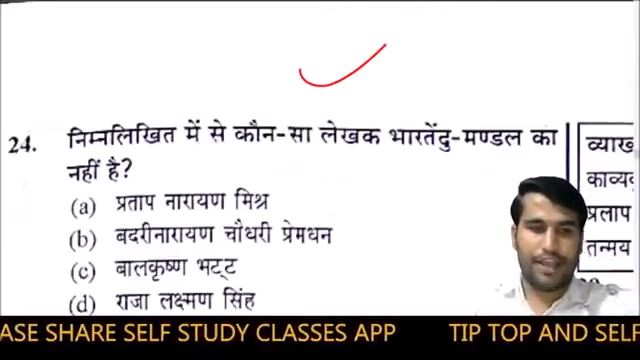 24. निम्नलिखित में से कौन-सा लेखक भारतेंदु-मण्डल का
नहीं है?
(a) प्रताप नारायण मिश्र
(b) बदरीनारायण चौधरी प्रेमधन
(c) बालकृष्ण भट्ट
(d) राजा लक्ष्मण सिंह
व्याख
प्रलाप
तन्मय
ASE SHARE SELF STUDY CLASSES APP TIP TOP AND SELF